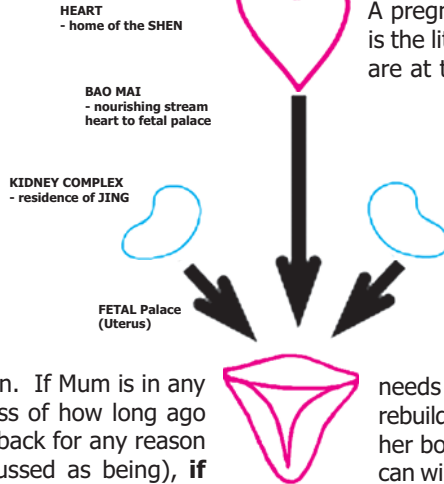 HEART
- home of the SHEN
A pregn
is the lit
are at t
BAO MAI
- nourishing stream
heart to fetal palace
KIDNEY COMPLEX
- residence of JING
FETAL Palace
(Uterus)
n. If Mum is in any
ss of how long ago
back for any reason
ussed as being), if
needs
rebuild
her bo
can wi